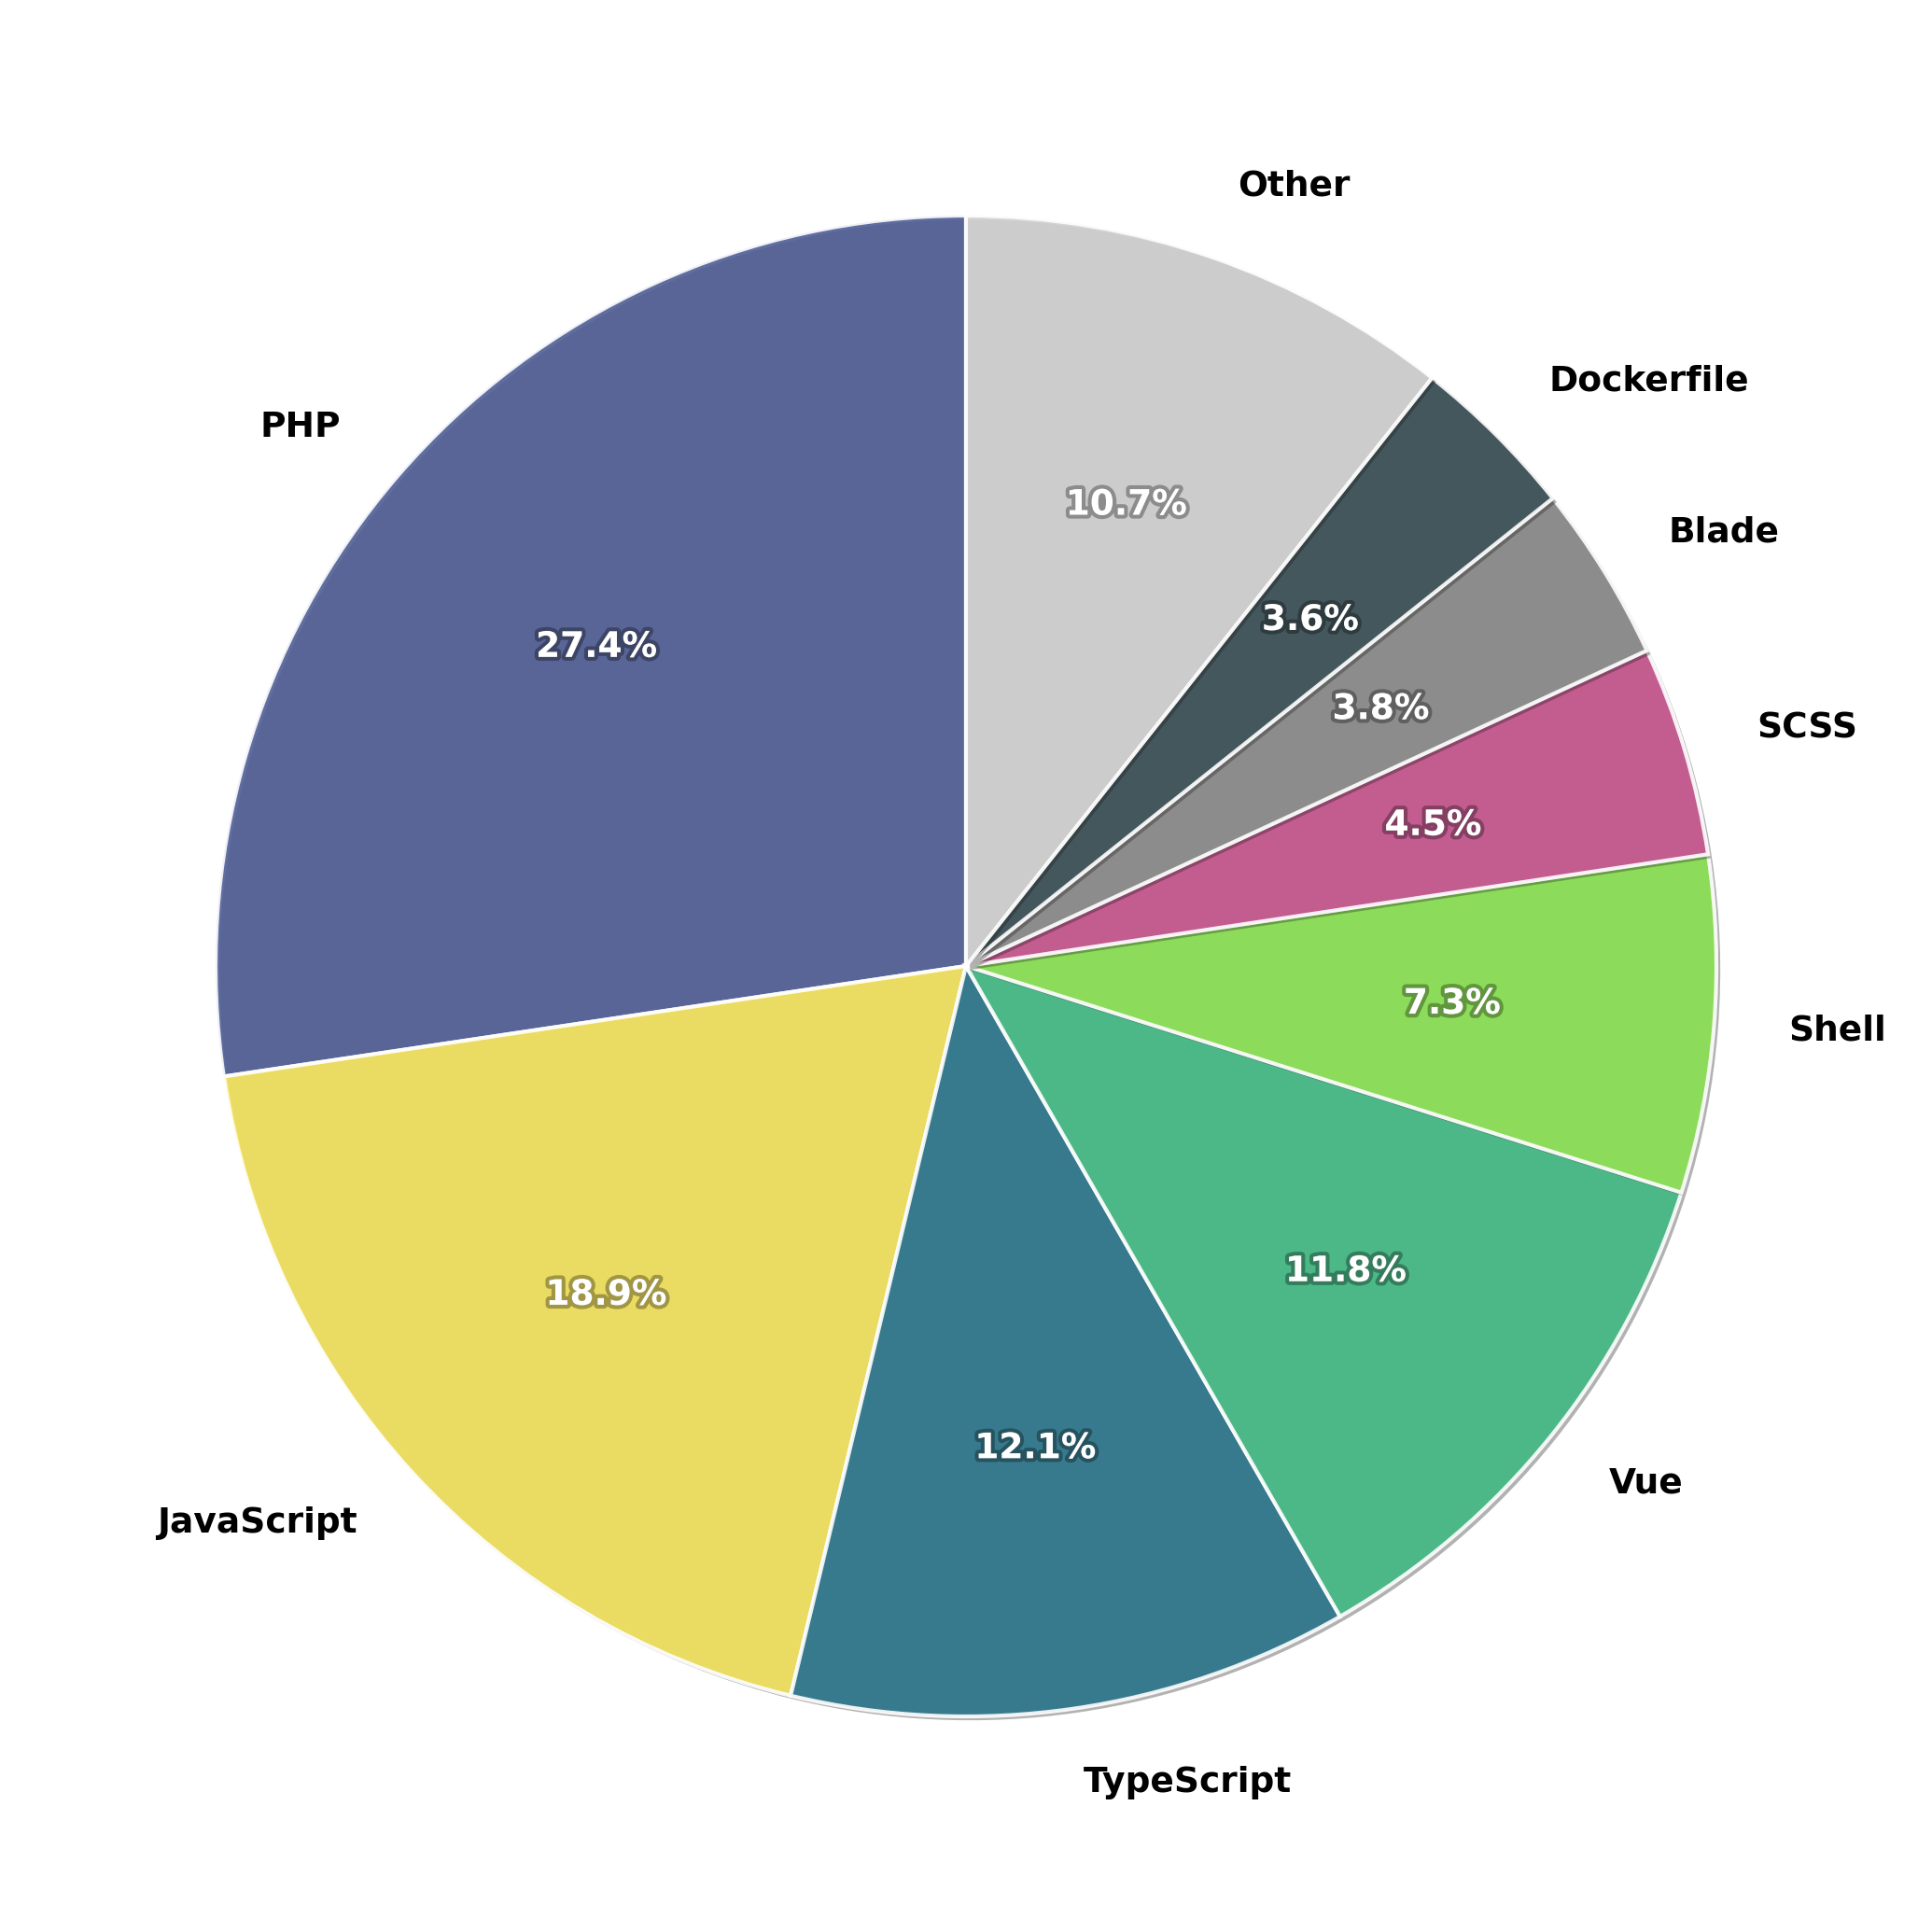 Other
Dockerfile
PHP
10.7%
Blade
3.6%
27.4%
3.8%
SCSS
4.5%
7.3%
Shell
11.8%
18.9%
12.1%
Vue
JavaScript
TypeScript